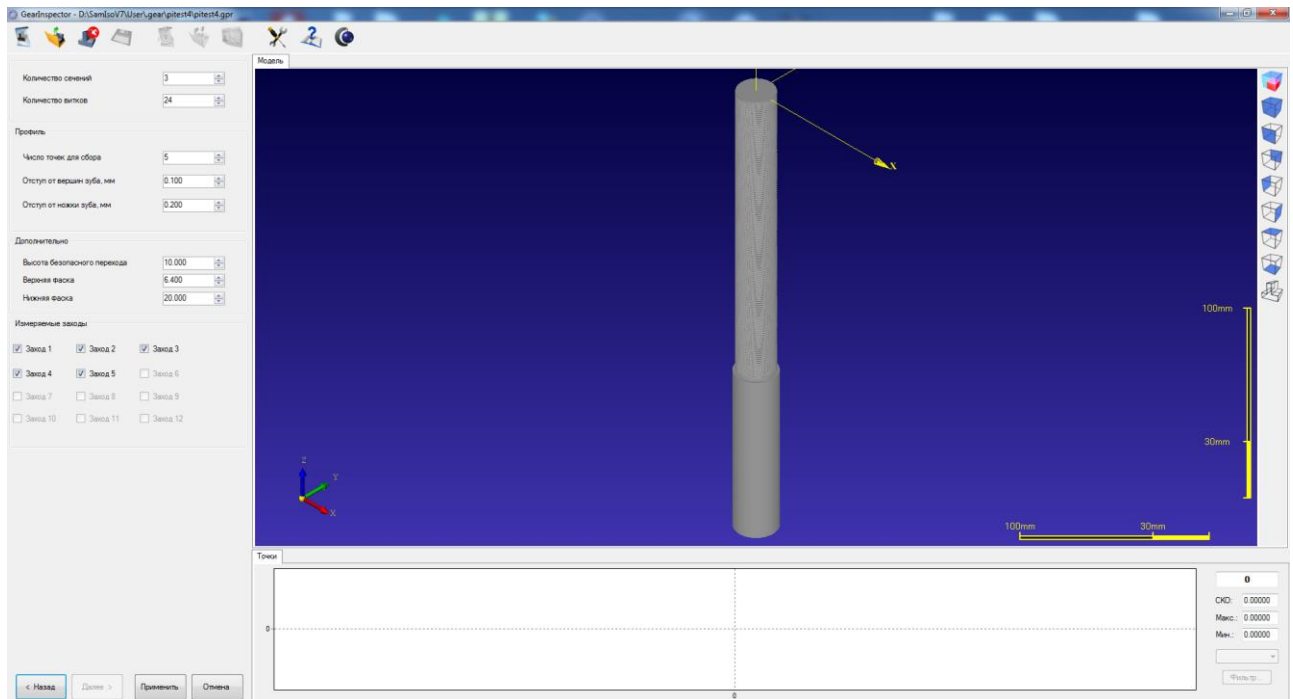 GearInspector - D:\SamIsoV7\User\.gear\pitest4\pitest4.gpr
Модель
Количество сечений 3
Количество витков 24
Профиль
Число точек для сбора 5
Отступ от вершин зуба, мм 0.100
Отступ от ножки зуба, мм 0.200
Дополнительно
Высота безопасного перехода 10.000
Верхняя фаска 6.400
Нижняя фаска 20.000
Измеряемые заходы
Заход 1 Заход 2 Заход 3
Заход 4 Заход 5 Заход 6
Заход 7 Заход 8 Заход 9
Заход 10 Заход 11 Заход 12
X
100mm
30mm
Z
Y
X
100mm 30mm
Точки
0
0
0
СКО: 0.00000
Макс.: 0.00000
Мин.: 0.00000
Фильтр...
< Назад Далее > Применить Отмена